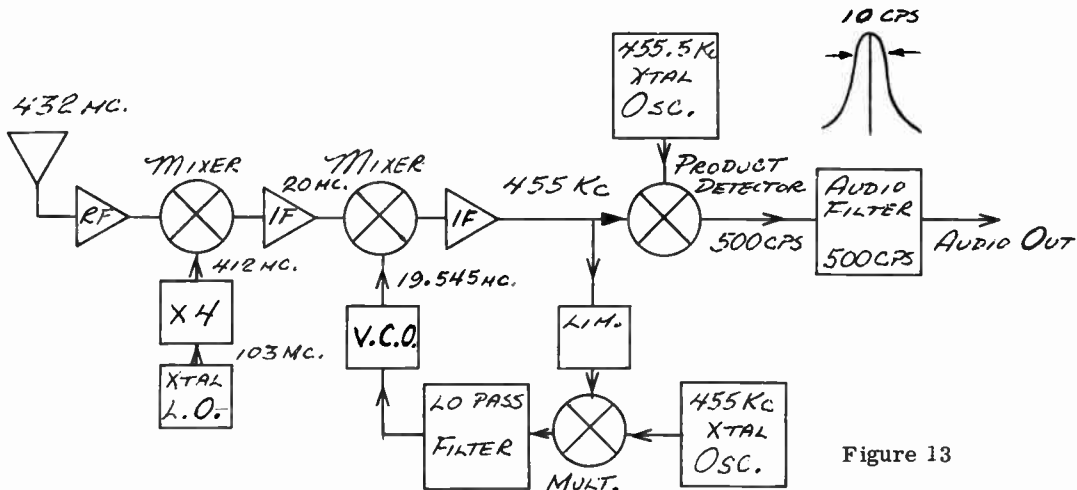 10 CPS
432 MC.
455.5 KC
XTAL
OSC.
MIXER
MIXER
PRODUCT
DETECTOR
RF
IF
20 MC.
IF
455 KC
500 CPS
AUDIO
FILTER
500 CPS
AUDIO OUT
412 MC.
19.545 MC.
X4
V.C.O.
LIM.
103 MC.
XTAL
L.O.
LO PASS
FILTER
MULT.
455 KC
XTAL
OSC.
Figure 13